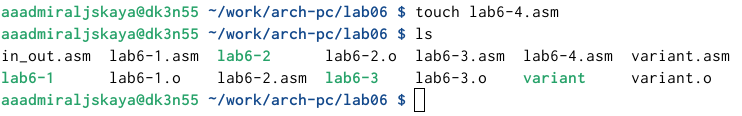 aaadmiraljskaya@dk3n55 ~/work/arch-pc/lab06 $ touch lab6-4.asm
aaadmiraljskaya@dk3n55 ~/work/arch-pc/lab06 $ ls
in_out.asm lab6-1.asm lab6-2 lab6-2.o lab6-3.asm lab6-4.asm variant.asm
lab6-1 lab6-1.o lab6-2.asm lab6-3 lab6-3.o variant variant.o
aaadmiraljskaya@dk3n55 ~/work/arch-pc/lab06 $